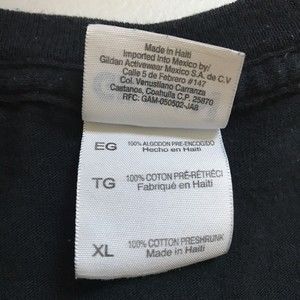 Made in Haiti
Imported Into Mexico by:
Gildan Activewear Mexico S.A. de C.V
Calle 5 de Febrero #147
Col. Venustiano Carranza
Castanos, Coahuila C.P. 25870
RFC: GAM-050502-JA8
EG 100% ALGODON PRE-ENCOGIDO
Hecho en Haiti
TG 100% COTON PRÉ-RÉTRÉCI
Fabriqué en Haiti
XL 100% COTTON PRESHRUNK
Made in Haiti